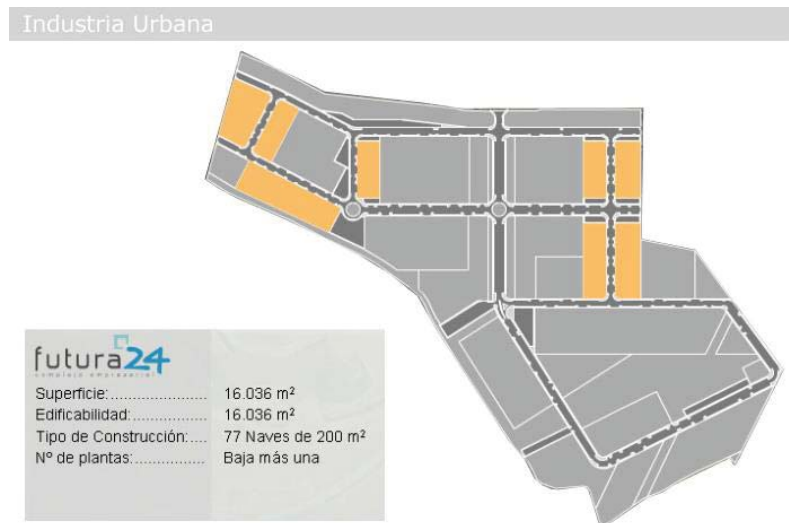 Industria Urbana
futura24
complejo empresarial
Superficie:...................... 16.036 m²
Edificabilidad:................. 16.036 m²
Tipo de Construcción:.... 77 Naves de 200 m²
Nº de plantas:................ Baja más una